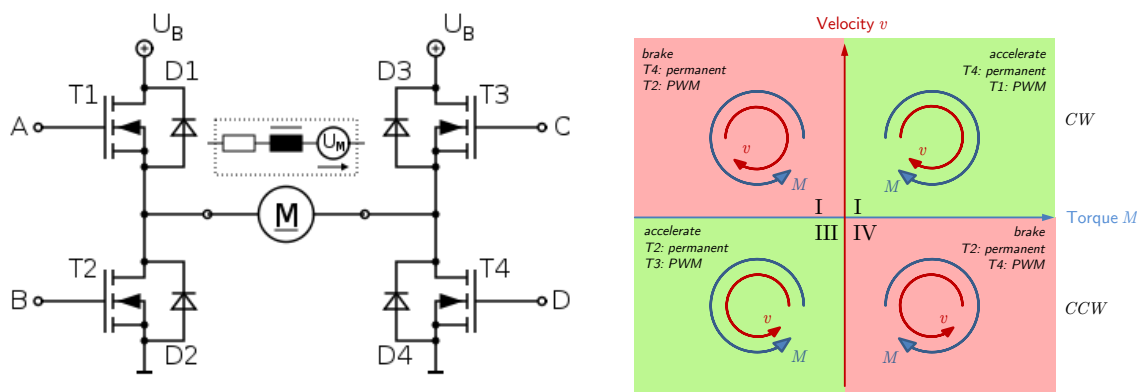 U_B
U_B
D1
D3
T1
T3
A
C
U_M
M
T2
T4
B
D
D2
D4
Velocity v
brake
T4: permanent
T2: PWM
accelerate
T4: permanent
T1: PWM
CW
v
M
v
M
I
I
Torque M
III
IV
accelerate
T2: permanent
T3: PWM
brake
T2: permanent
T4: PWM
CCW
v
M
v
M